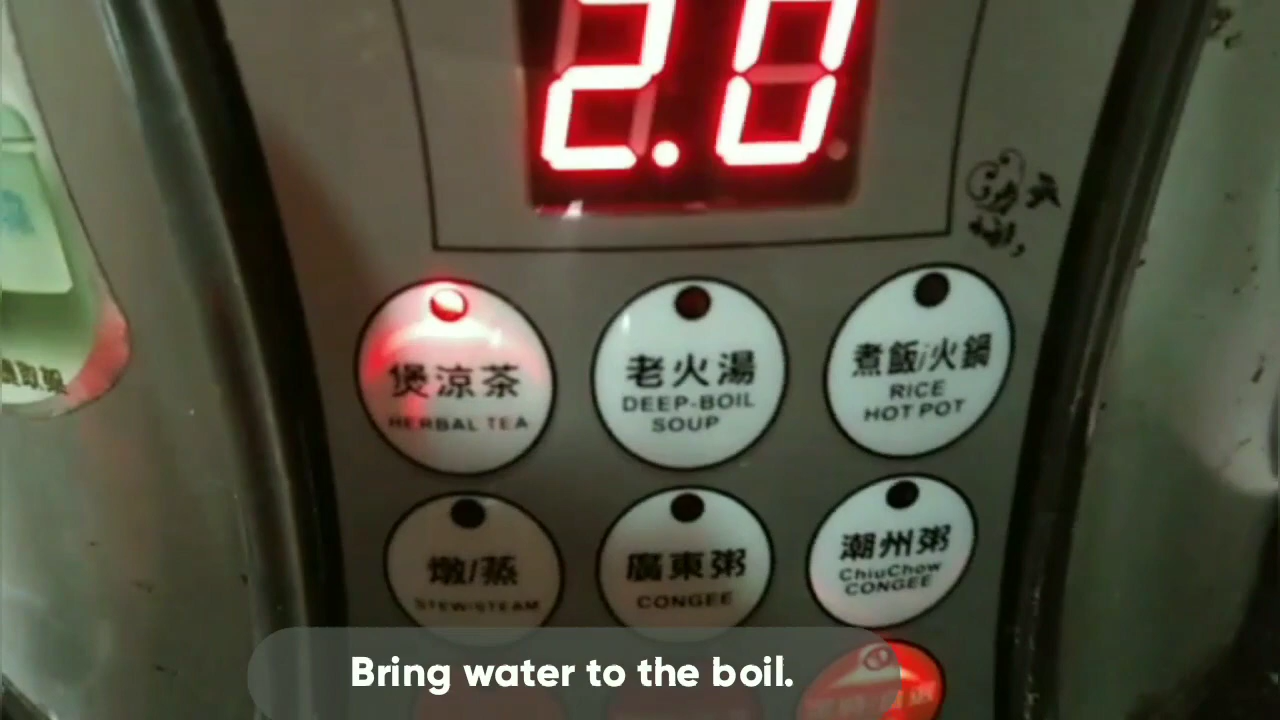 2.0
煲涼茶
HERBAL TEA
老火湯
DEEP-BOIL
SOUP
煮飯/火鍋
RICE
HOT POT
燉/蒸
STEW/STEAM
廣東粥
CONGEE
潮州粥
ChiuChow
CONGEE
Bring water to the boil.